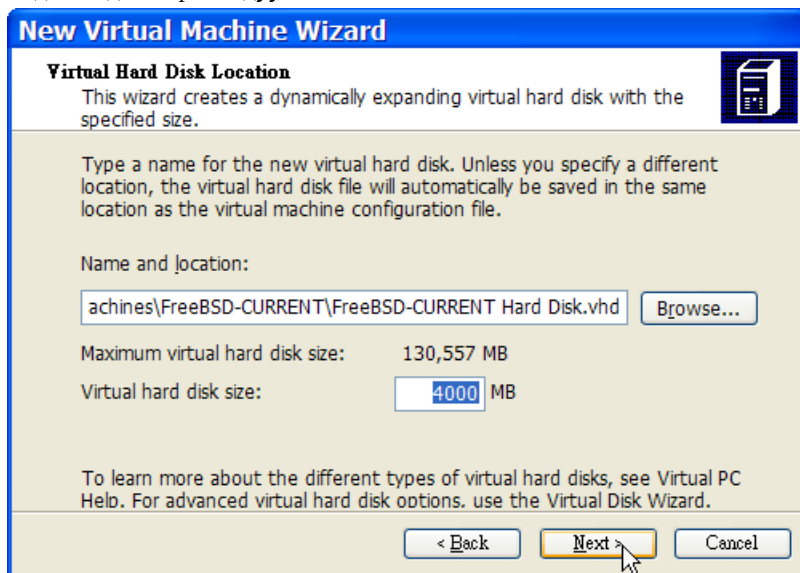 New Virtual Machine Wizard
Virtual Hard Disk Location
This wizard creates a dynamically expanding virtual hard disk with the
specified size.
Type a name for the new virtual hard disk. Unless you specify a different
location, the virtual hard disk file will automatically be saved in the same
location as the virtual machine configuration file.
Name and location:
achines\FreeBSD-CURRENT\FreeBSD-CURRENT Hard Disk.vhd Browse...
Maximum virtual hard disk size: 130,557 MB
Virtual hard disk size: 4000 MB
To learn more about the different types of virtual hard disks, see Virtual PC
Help. For advanced virtual hard disk options, use the Virtual Disk Wizard.
< Back Next > Cancel